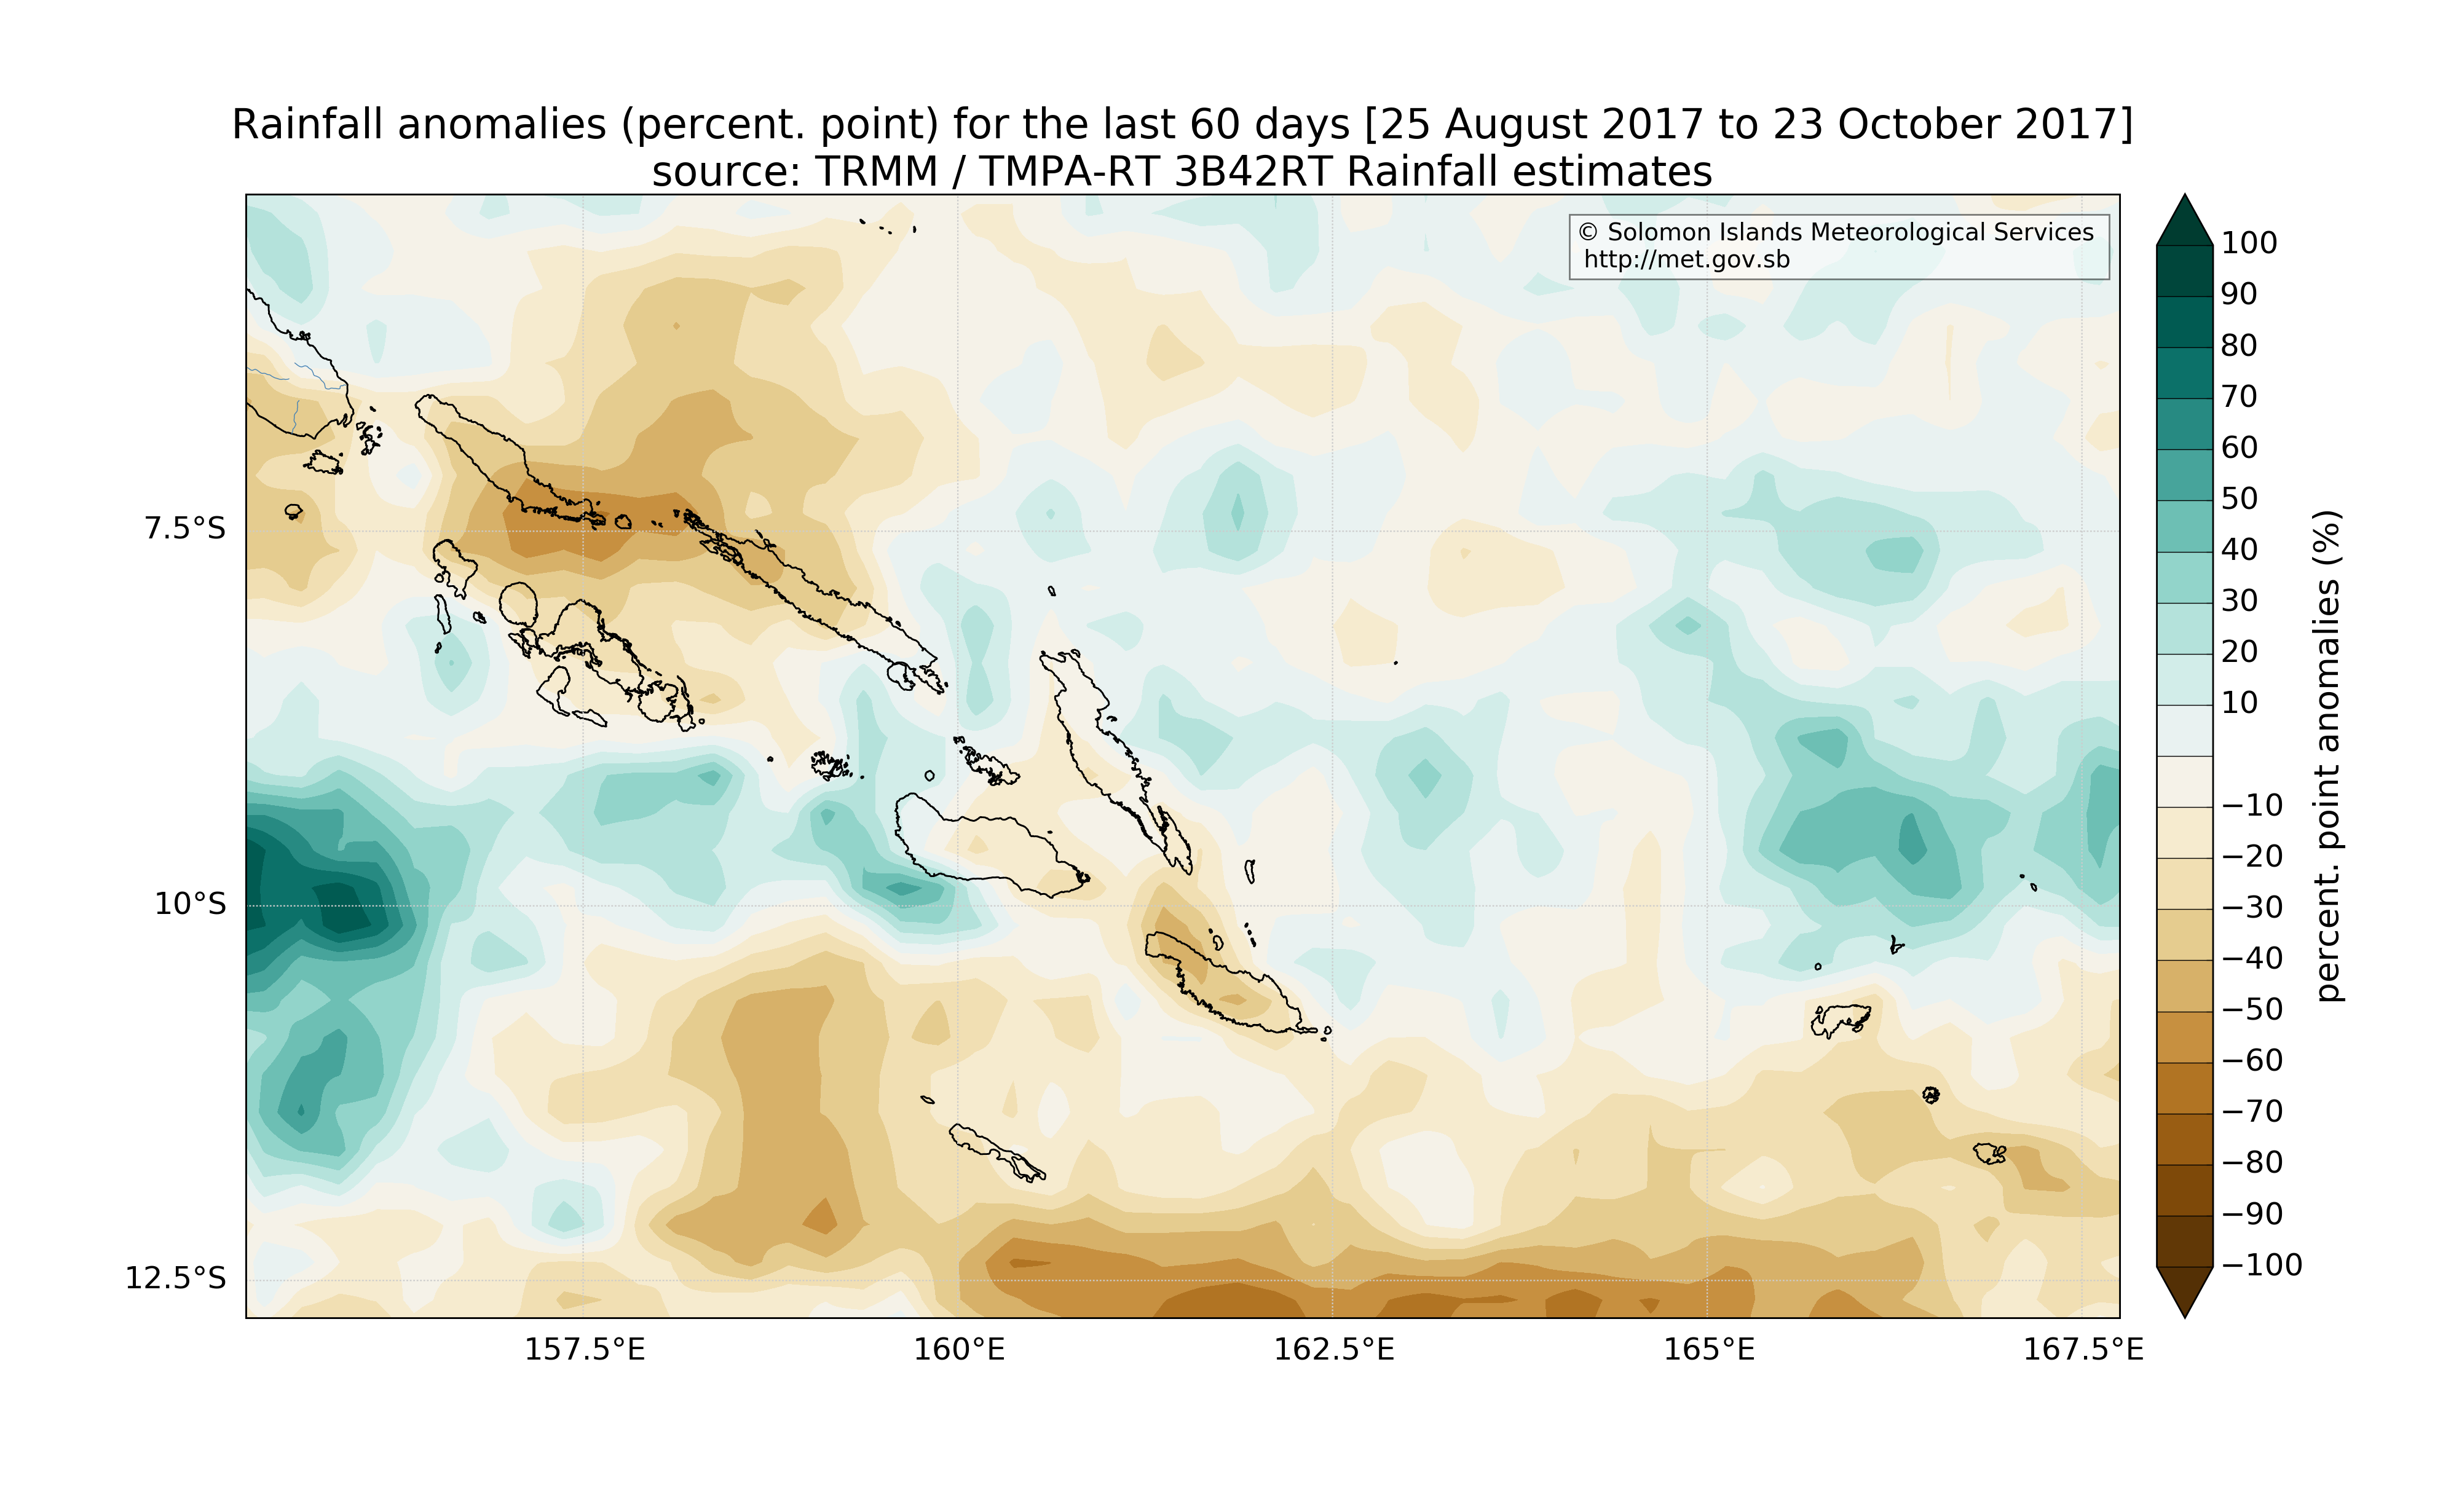 Rainfall anomalies (percent. point) for the last 60 days [25 August 2017 to 23 October 2017]
source: TRMM / TMPA-RT 3B42RT Rainfall estimates
© Solomon Islands Meteorological Services
http://met.gov.sb
7.5°S
10°S
12.5°S
157.5°E
160°E
162.5°E
165°E
167.5°E
100
90
80
70
60
50
40
30
20
10
−10
−20
−30
−40
−50
−60
−70
−80
−90
−100
percent. point anomalies (%)